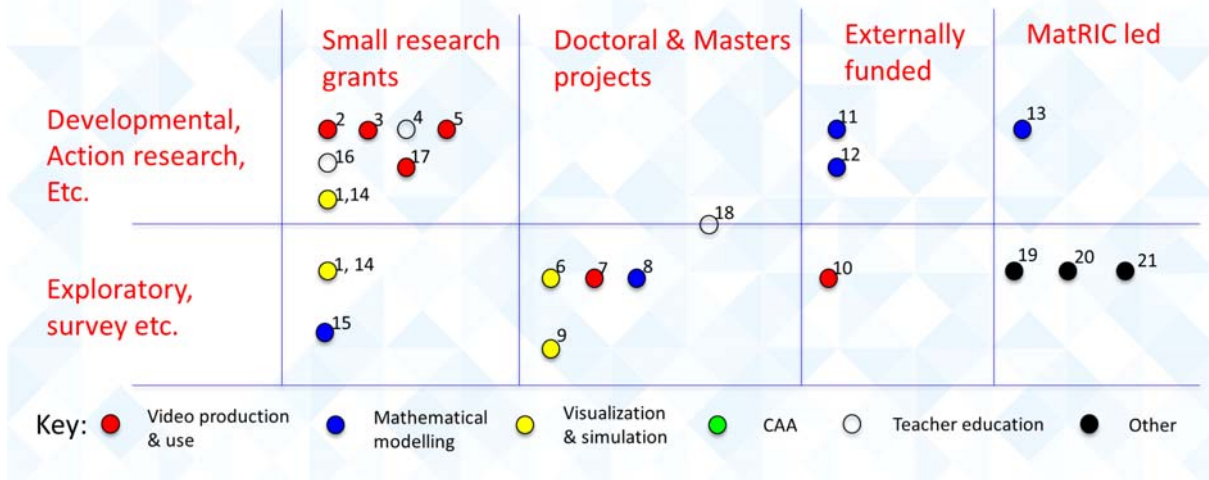 Small research
grants
Doctoral & Masters
projects
Externally
funded
MatRIC led
Developmental,
Action research,
Etc.
2 3 4 5
16 17
1,14
11
12
13
18
Exploratory,
survey etc.
1, 14
15
6 7 8
9
10
19 20 21
Key:
Video production
& use
Mathematical
modelling
Visualization
& simulation
CAA
Teacher education
Other